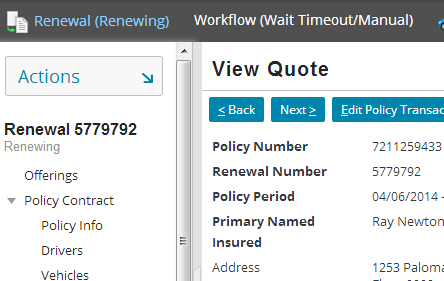 Renewal (Renewing) Workflow (Wait Timeout/Manual)
Actions
Renewal 5779792
Renewing
Offerings
Policy Contract
Policy Info
Drivers
Vehicles
View Quote
< Back Next > Edit Policy Transac
Policy Number 7211259433
Renewal Number 5779792
Policy Period 04/06/2014 -
Primary Named Insured Ray Newton
Address 1253 Paloma